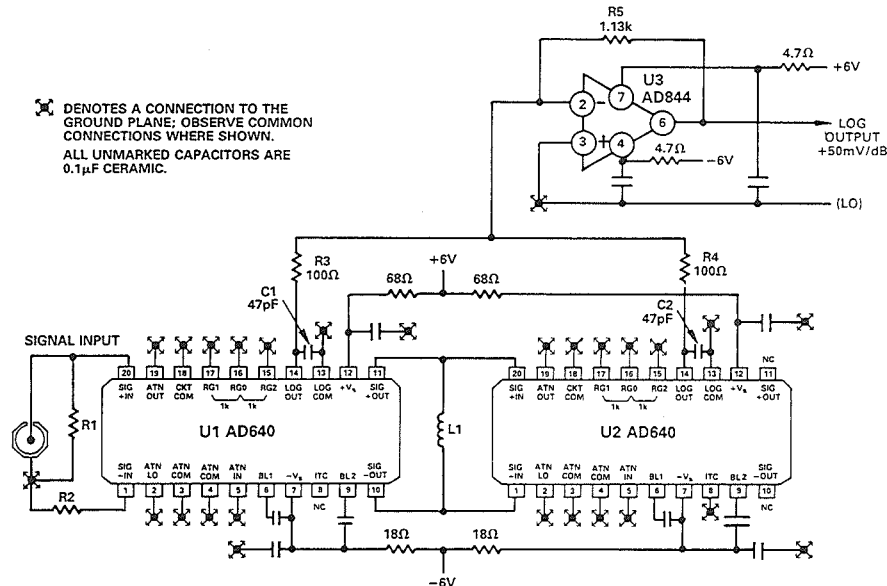 R5
1.13k
4.7Ω
+6V
U3
AD844
2
−
7
6
3
+
4
LOG
OUTPUT
+50mV/dB
4.7Ω
−6V
(LO)
DENOTES A CONNECTION TO THE
GROUND PLANE; OBSERVE COMMON
CONNECTIONS WHERE SHOWN.
ALL UNMARKED CAPACITORS ARE
0.1μF CERAMIC.
R3
100Ω
+6V
R4
100Ω
C1
47pF
68Ω
68Ω
C2
47pF
SIGNAL INPUT
20 19 18 17 16 15 14 13 12 11
SIG +IN
ATN OUT
CKT COM
RG1
RG0
RG2
LOG OUT
LOG COM
+Vs
SIG +OUT
1k
1k
U1 AD640
SIG −IN
ATN LO
ATN COM
ATN COM
ATN IN
BL1
−Vs
ITC
BL2
SIG −OUT
1 2 3 4 5 6 7 8 9 10
NC
R1
R2
L1
NC
20 19 18 17 16 15 14 13 12 11
SIG +IN
ATN OUT
CKT COM
RG1
RG0
RG2
LOG OUT
LOG COM
+Vs
SIG +OUT
1k
1k
U2 AD640
SIG −IN
ATN LO
ATN COM
ATN COM
ATN IN
BL1
−Vs
ITC
BL2
SIG −OUT
1 2 3 4 5 6 7 8 9 10
NC
18Ω
18Ω
−6V